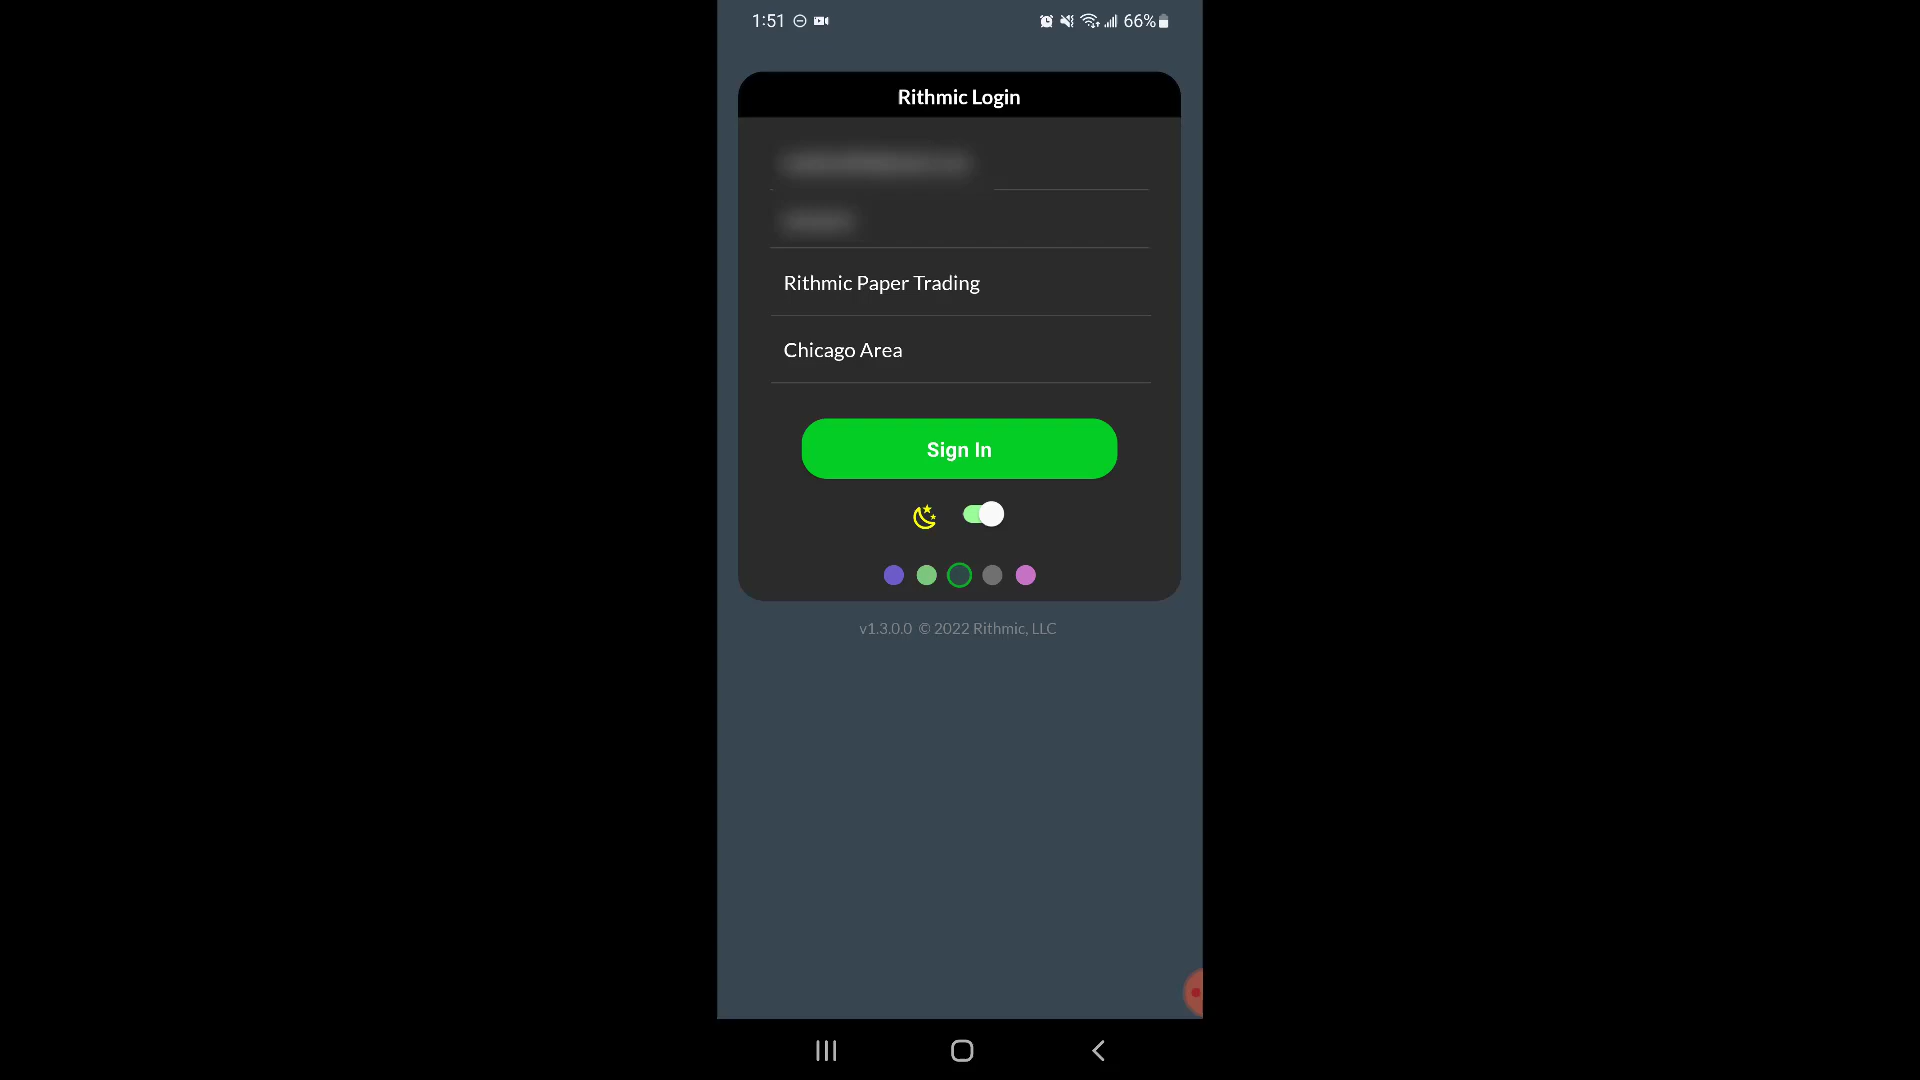 1:51
66%
Rithmic Login
Rithmic Paper Trading
Chicago Area
Sign In
v1.3.0.0 © 2022 Rithmic, LLC